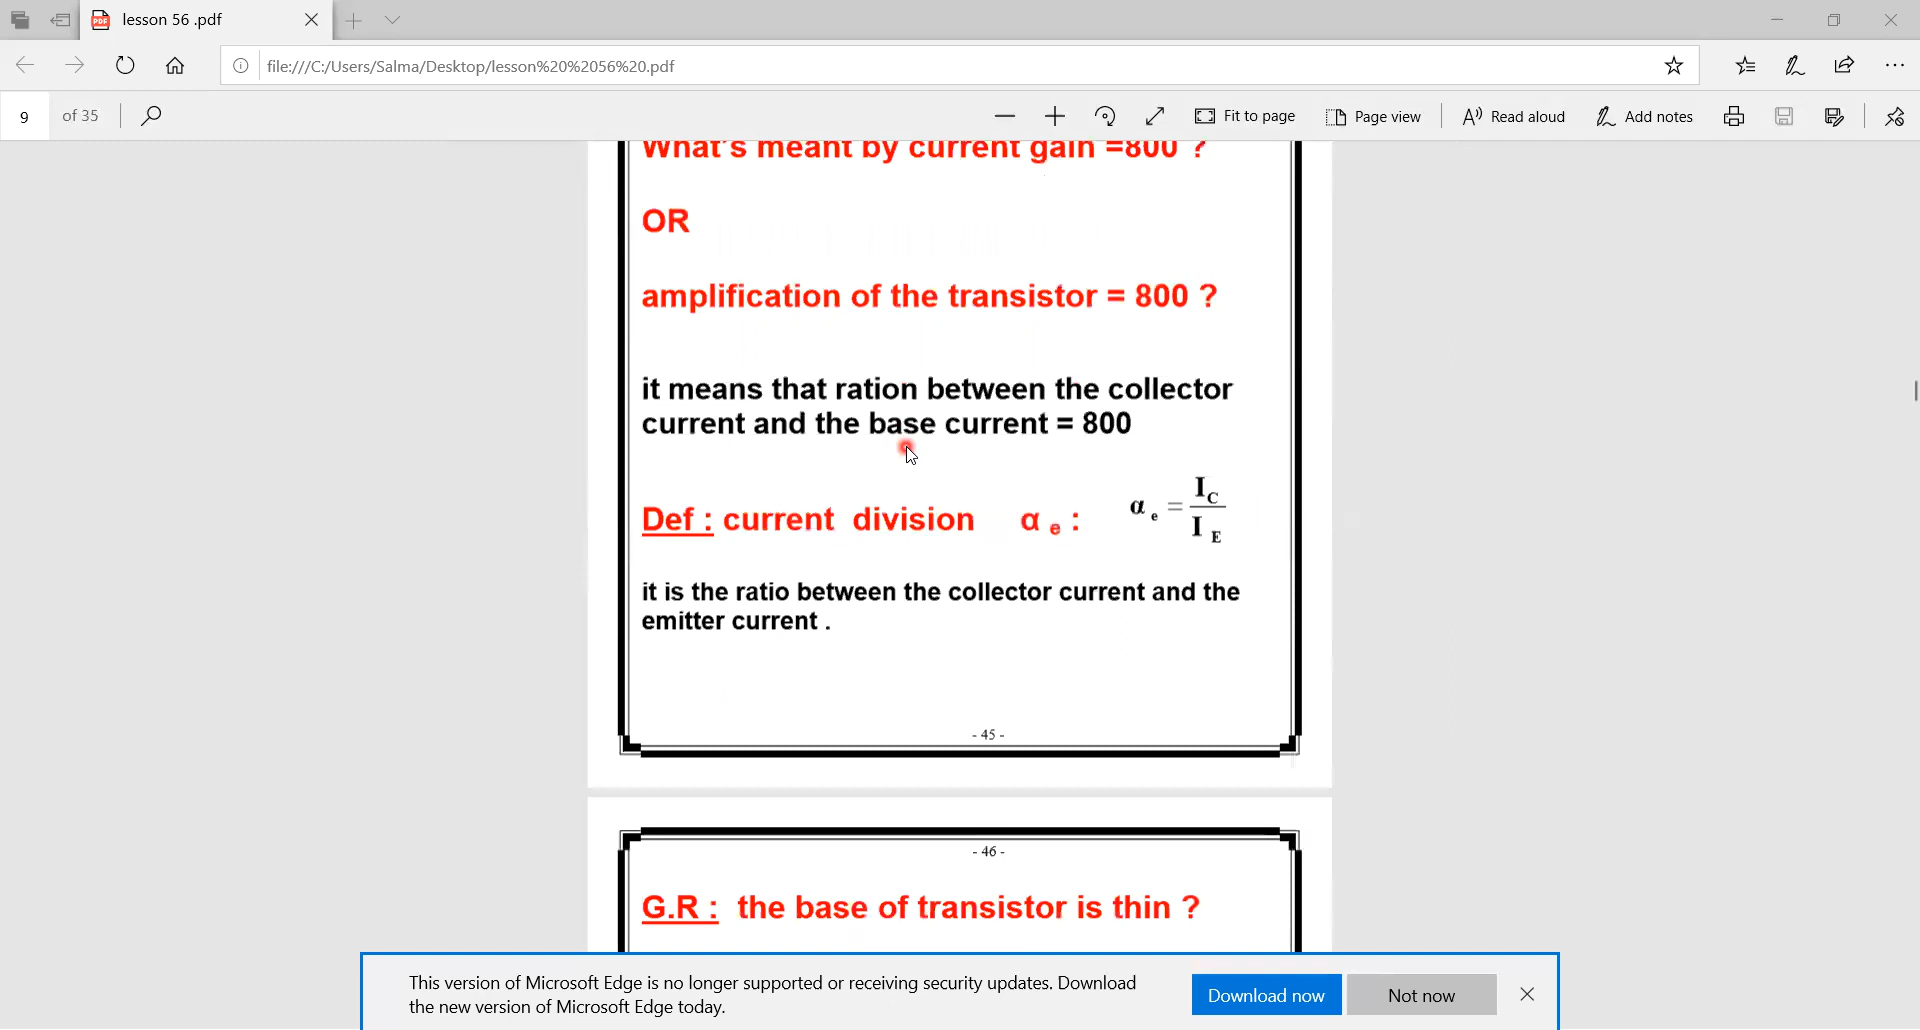 lesson 56 .pdf
file:///C:/Users/Salma/Desktop/lesson%20%2056%20.pdf
9 of 35
Fit to page
Page view
Read aloud
Add notes
What's meant by current gain =800 ?
OR
amplification of the transistor = 800 ?
it means that ration between the collector
current and the base current = 800
Def : current division α e : α e = I C / I E
it is the ratio between the collector current and the
emitter current .
- 45 -
- 46 -
G.R : the base of transistor is thin ?
This version of Microsoft Edge is no longer supported or receiving security updates. Download
the new version of Microsoft Edge today.
Download now
Not now